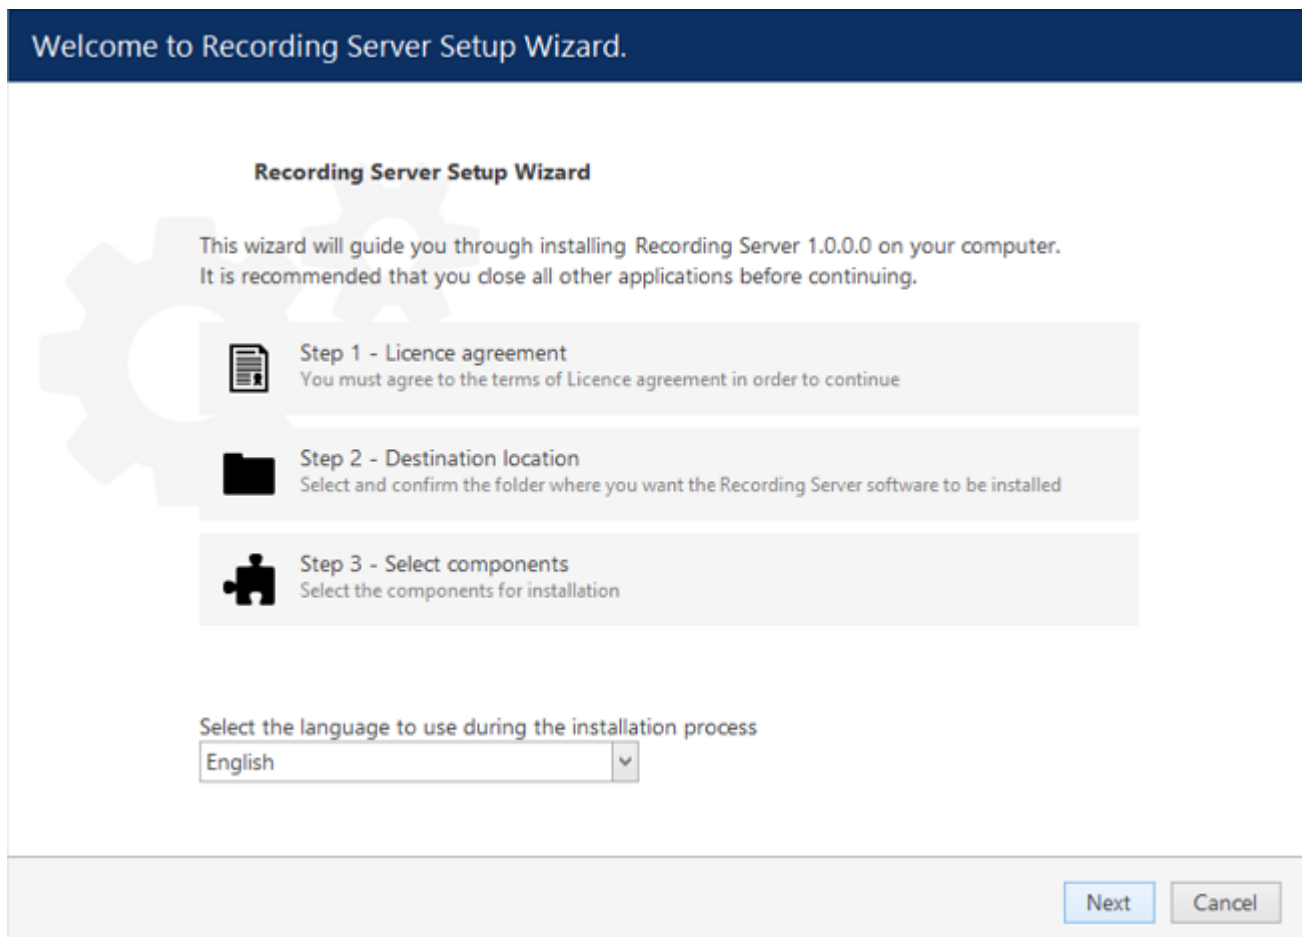 Welcome to Recording Server Setup Wizard.
Recording Server Setup Wizard
This wizard will guide you through installing Recording Server 1.0.0.0 on your computer.
It is recommended that you close all other applications before continuing.
Step 1 - Licence agreement
You must agree to the terms of Licence agreement in order to continue
Step 2 - Destination location
Select and confirm the folder where you want the Recording Server software to be installed
Step 3 - Select components
Select the components for installation
Select the language to use during the installation process
English
Next Cancel